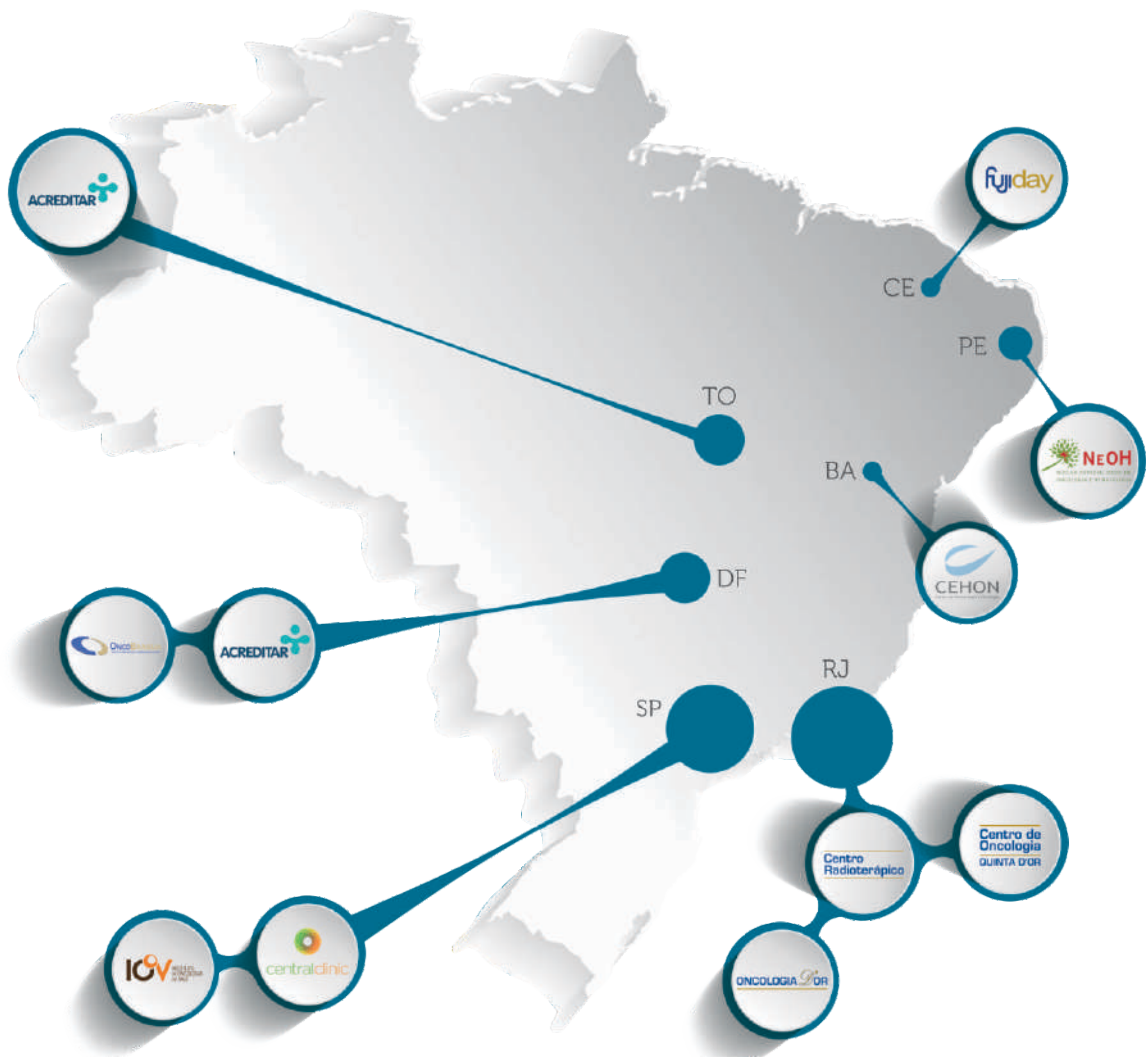 fujiday
ACREDITAR
CE
PE
TO
NEOH
BA
CEHON
DF
ACREDITAR
RJ
SP
Centro de
Oncologia
QUINTA D'OR
Centro
Radioterápico
IOV
centralclinic
ONCOLOGIA D'OR